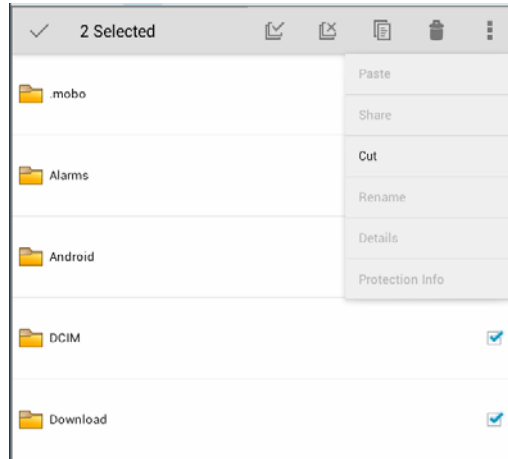 2 Selected
Paste
Share
Cut
Rename
Details
Protection Info
.mobo
Alarms
Android
DCIM
Download